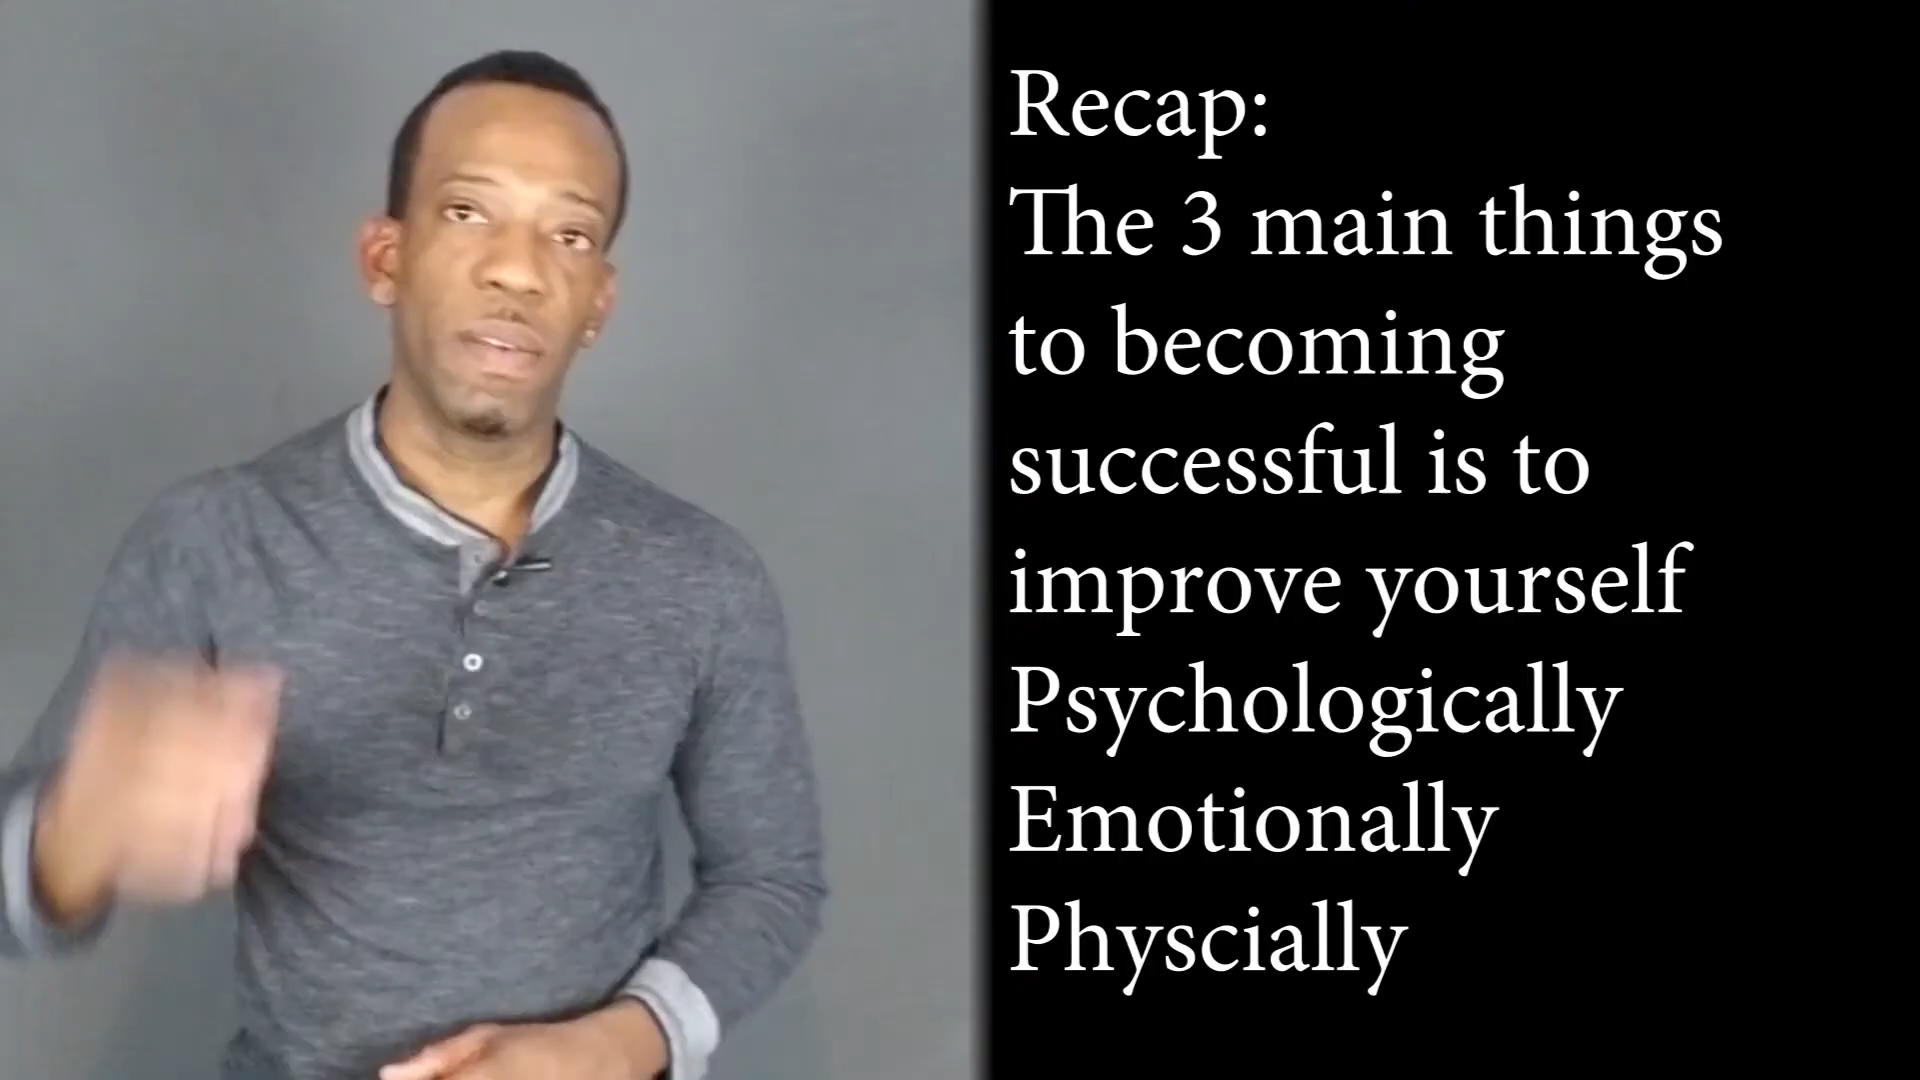 Recap:
The 3 main things
to becoming
successful is to
improve yourself
Psychologically
Emotionally
Physcially